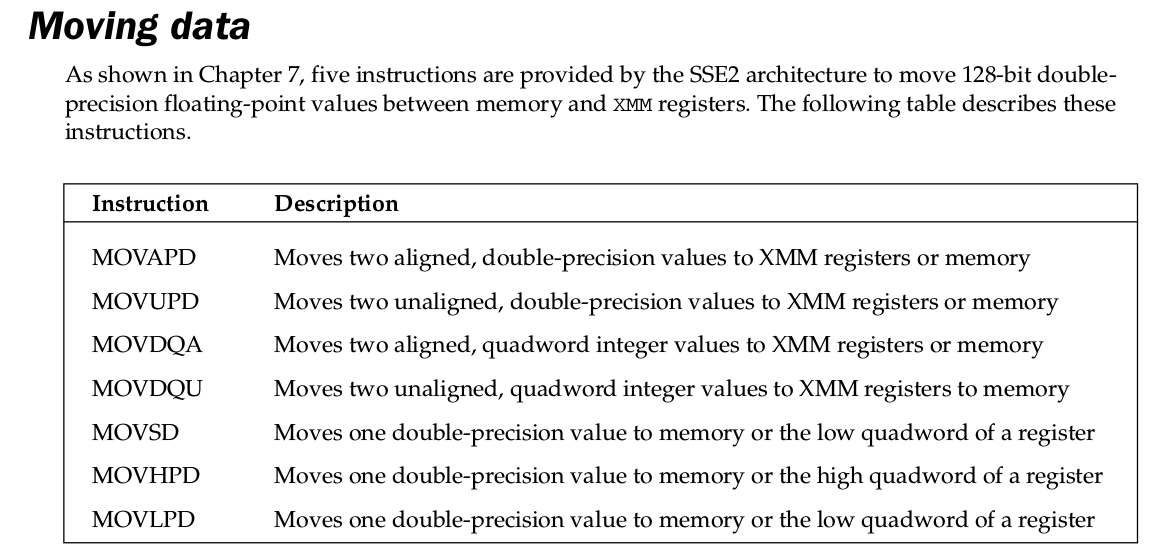 Moving data
As shown in Chapter 7, five instructions are provided by the SSE2 architecture to move 128-bit double-
precision floating-point values between memory and XMM registers. The following table describes these
instructions.
Instruction Description
MOVAPD Moves two aligned, double-precision values to XMM registers or memory
MOVUPD Moves two unaligned, double-precision values to XMM registers or memory
MOVDQA Moves two aligned, quadword integer values to XMM registers or memory
MOVDQU Moves two unaligned, quadword integer values to XMM registers to memory
MOVSD Moves one double-precision value to memory or the low quadword of a register
MOVHPD Moves one double-precision value to memory or the high quadword of a register
MOVLPD Moves one double-precision value to memory or the low quadword of a register